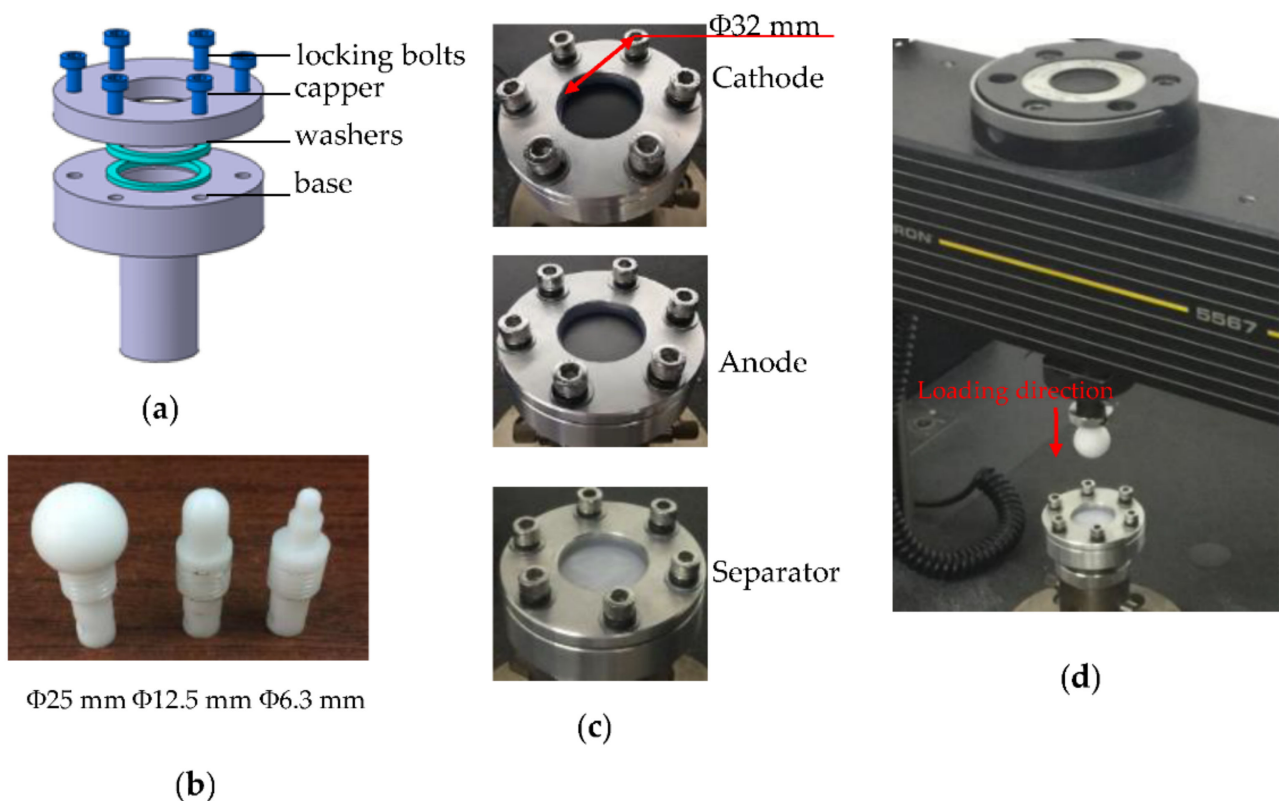 locking bolts
capper
washers
base
(a)
Φ25 mm Φ12.5 mm Φ6.3 mm
(b)
Φ32 mm
Cathode
Anode
Separator
(c)
RON
5567
Loading direction
(d)